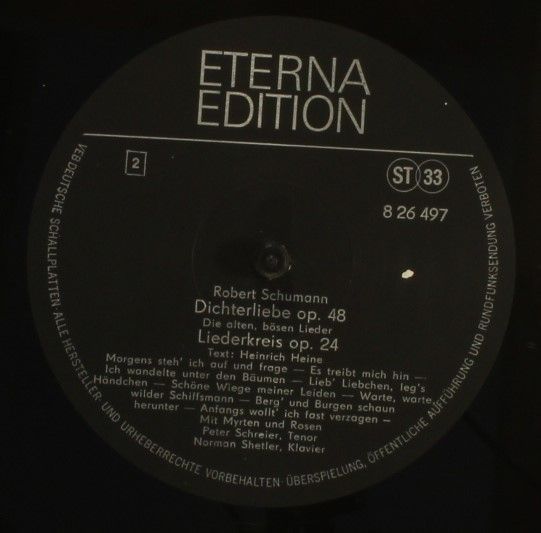 ETERNA
EDITION
2
ST 33
8 26 497
Robert Schumann
Dichterliebe op. 48
Die alten, bösen Lieder
Liederkreis op. 24
Text: Heinrich Heine
Morgens steh' ich auf und frage — Es treibt mich hin —
Ich wandelte unter den Bäumen — Lieb' Liebchen, leg's
Händchen — Schöne Wiege meiner Leiden — Warte, warte,
wilder Schiffsmann — Berg' und Burgen schaun
herunter — Anfangs wollt' ich fast verzagen —
Mit Myrten und Rosen
Peter Schreier, Tenor
Norman Shetler, Klavier
VEB DEUTSCHE SCHALLPLATTEN ALLE HERSTELLER- UND URHEBERRECHTE VORBEHALTEN · ÜBERSPIELUNG, ÖFFENTLICHE AUFFÜHRUNG UND RUNDFUNKSENDUNG VERBOTEN